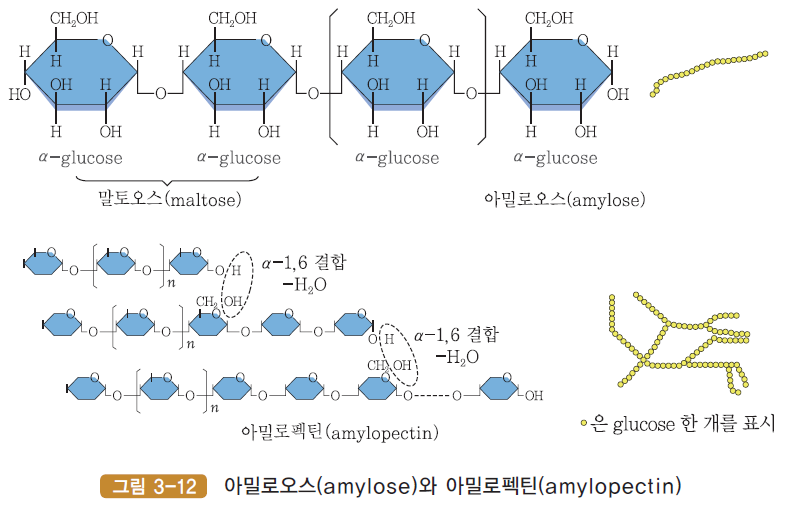 CH₂OH CH₂OH CH₂OH CH₂OH
O O O O
H H H H H H H H
H H H H
OH H OH H OH H OH H
HO O O O OH
H OH H OH H OH H OH
α-glucose α-glucose α-glucose α-glucose
말토오스(maltose) 아밀로오스(amylose)
O O O
O O O H
n
α-1,6 결합
-H₂O
CH₂ OH
O O O O O
O O O O O H
n
α-1,6 결합
-H₂O
CH₂OH
O O O O O O
O O O O O O OH
n
아밀로펙틴(amylopectin)
은 glucose 한 개를 표시
그림 3-12 아밀로오스(amylose)와 아밀로펙틴(amylopectin)